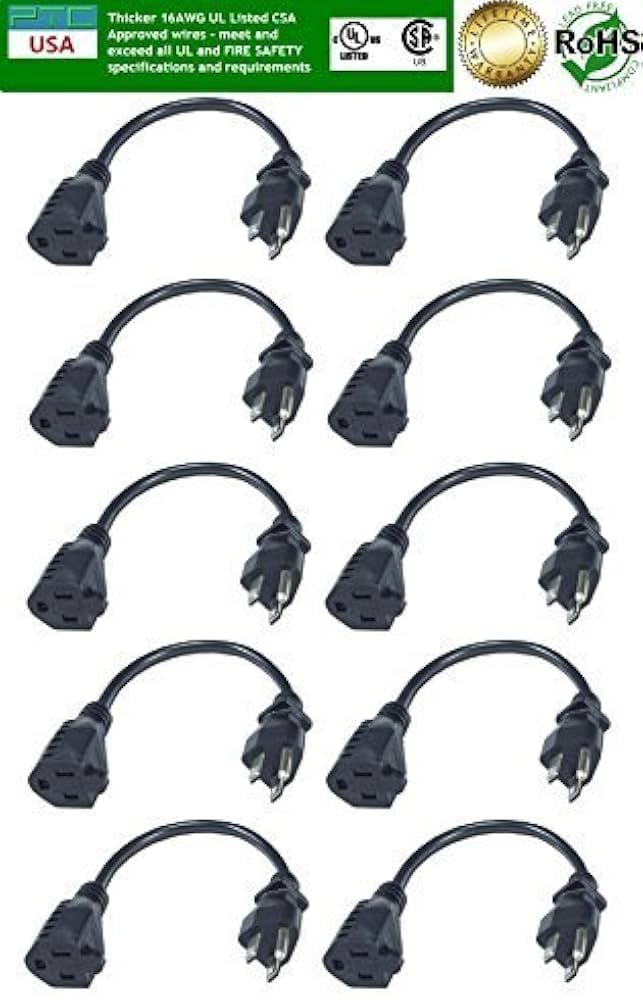 PTC
USA
Thicker 16AWG UL Listed CSA
Approved wires - meet and
exceed all UL and FIRE SAFETY
specifications and requirements
C UL US
LISTED
SA
US
LIFETIME
WARRANTY
LEAD FREE
RoHS
COMPLIANT